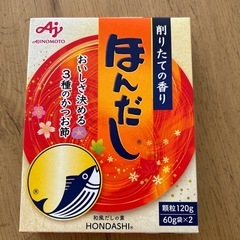 AJINOMOTO
削りたての香り
ほんだし
®
おいしさ決める
3種のかつお節
和風だしの素
HONDASHI®
顆粒120g
60g袋×2